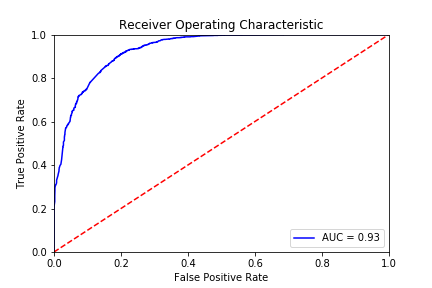 Receiver Operating Characteristic
True Positive Rate
1.0
0.8
0.6
0.4
0.2
0.0
AUC = 0.93
0.0 0.2 0.4 0.6 0.8 1.0
False Positive Rate